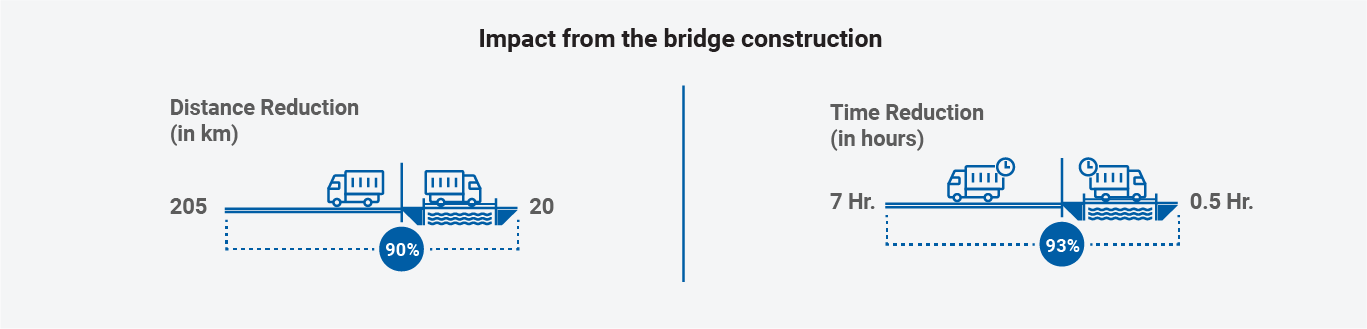 Impact from the bridge construction
Distance Reduction
(in km)
205
20
90%
Time Reduction
(in hours)
7 Hr.
0.5 Hr.
93%